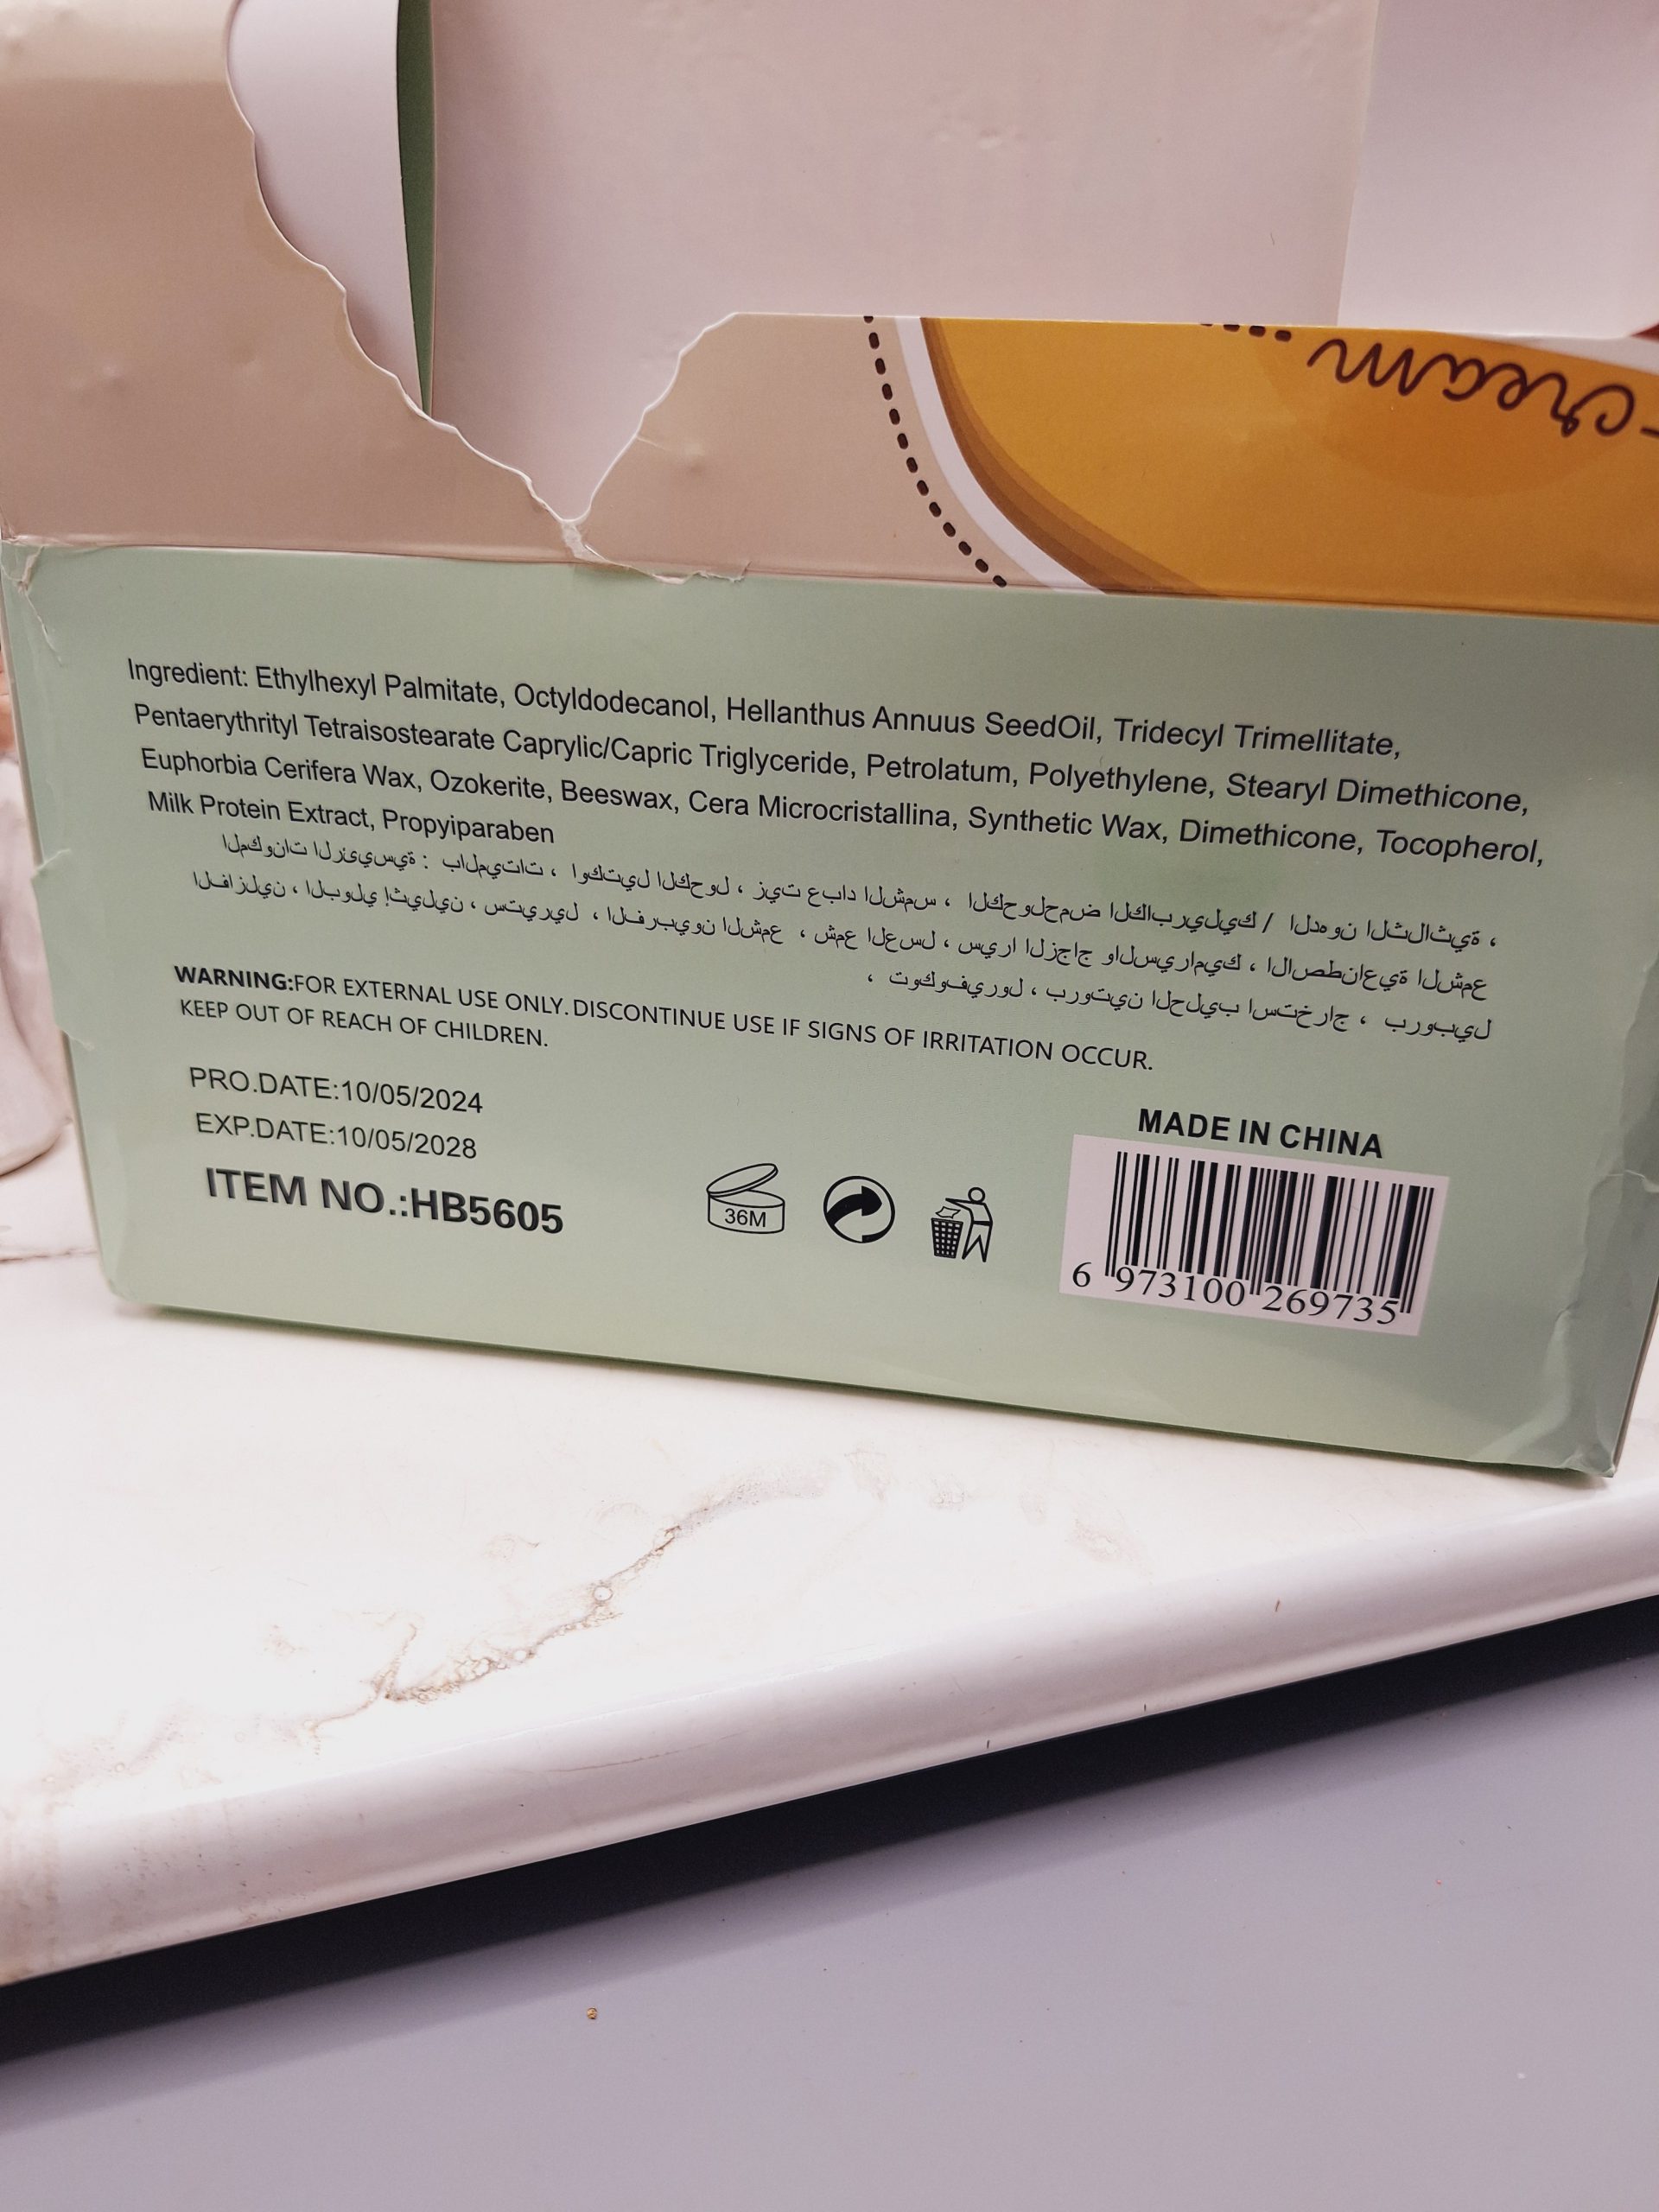 cream
Ingredient: Ethylhexyl Palmitate, Octyldodecanol, Hellanthus Annuus SeedOil, Tridecyl Trimellitate,
Pentaerythrityl Tetraisostearate Caprylic/Capric Triglyceride, Petrolatum, Polyethylene, Stearyl Dimethicone,
Euphorbia Cerifera Wax, Ozokerite, Beeswax, Cera Microcristallina, Synthetic Wax, Dimethicone, Tocopherol,
Milk Protein Extract, Propyiparaben
المكونات الرئيسية : بالميتات ، اوكتيل الكحول ، زيت عباد الشمس ، الكحولحمض الكابريليك / الدهون الثلاثية ،
الفازلين ، البولي إثيلين ، ستيريل ، الفربيون الشمع ، شمع العسل ، سيرا الزجاج والسيراميك ، الاصطناعية الشمع
، توكوفيرول ، بروتين الحليب استخراج ، بروبيل
WARNING:FOR EXTERNAL USE ONLY.DISCONTINUE USE IF SIGNS OF IRRITATION OCCUR.
KEEP OUT OF REACH OF CHILDREN.
PRO.DATE:10/05/2024
EXP.DATE:10/05/2028
ITEM NO.:HB5605
36M
MADE IN CHINA
6 973100 269735